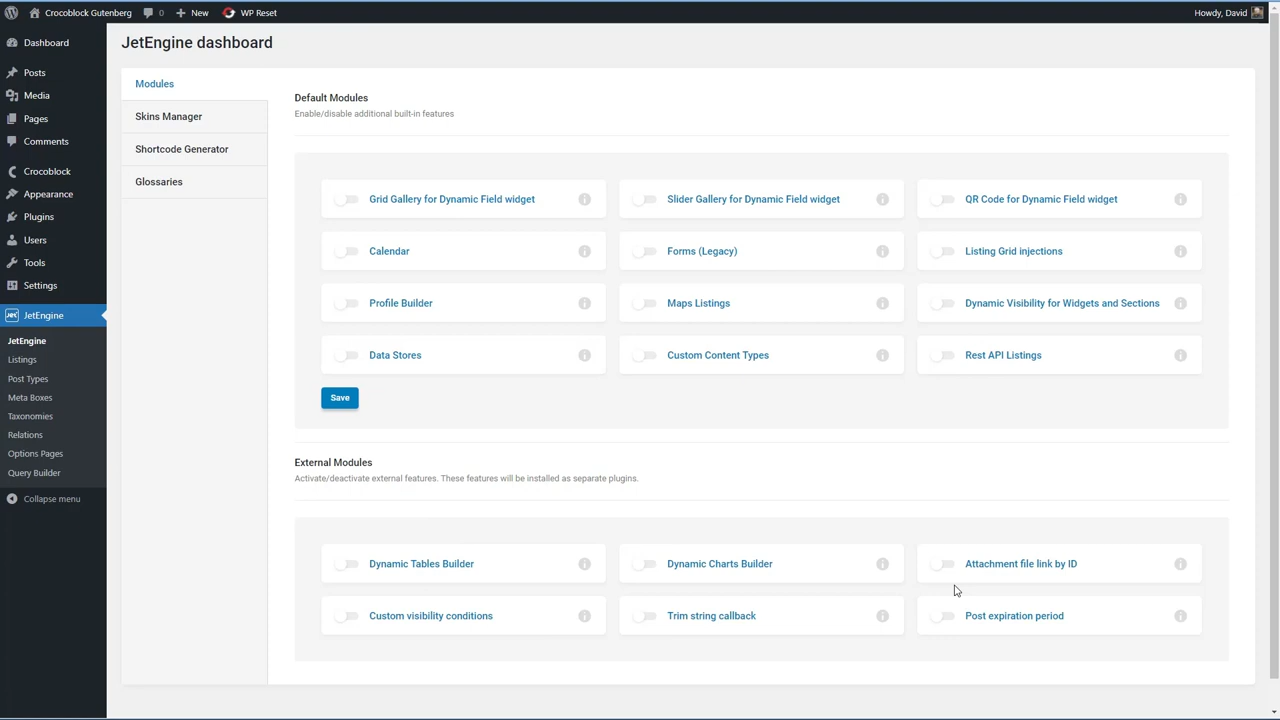 Crocoblock Gutenberg
0
New
WP Reset
Howdy, David
Dashboard
Posts
Media
Pages
Comments
Crocoblock
Appearance
Plugins
Users
Tools
Settings
JetEngine
JetEngine
Listings
Post Types
Meta Boxes
Taxonomies
Relations
Options Pages
Query Builder
Collapse menu
JetEngine dashboard
Modules
Skins Manager
Shortcode Generator
Glossaries
Default Modules
Enable/disable additional built-in features
Grid Gallery for Dynamic Field widget
Slider Gallery for Dynamic Field widget
QR Code for Dynamic Field widget
Calendar
Forms (Legacy)
Listing Grid injections
Profile Builder
Maps Listings
Dynamic Visibility for Widgets and Sections
Data Stores
Custom Content Types
Rest API Listings
Save
External Modules
Activate/deactivate external features. These features will be installed as separate plugins.
Dynamic Tables Builder
Dynamic Charts Builder
Attachment file link by ID
Custom visibility conditions
Trim string callback
Post expiration period